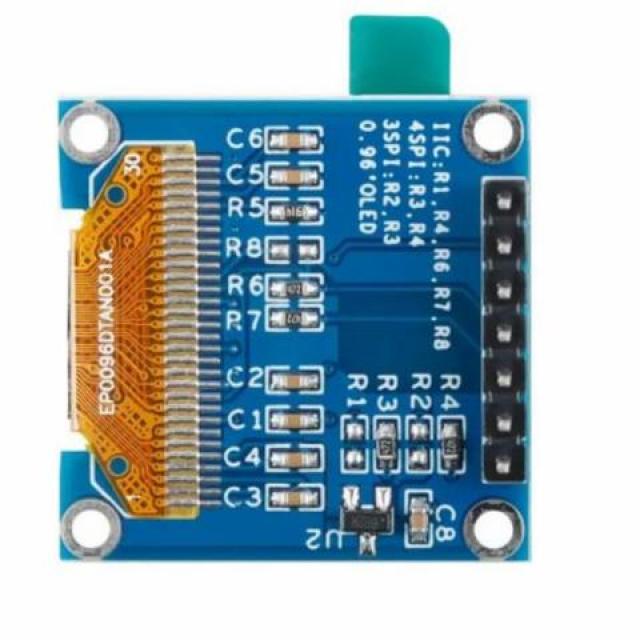 C6
C5
R5
R8
R6
R7
C2
C1
C4
C3
30
EP0096DTAN001A
1
IIC:R1,R4,R6,R7,R8
4SPI:R3,R4
3SPI:R2,R3
0.96'OLED
R1
R3
R2
R4
U2
C8